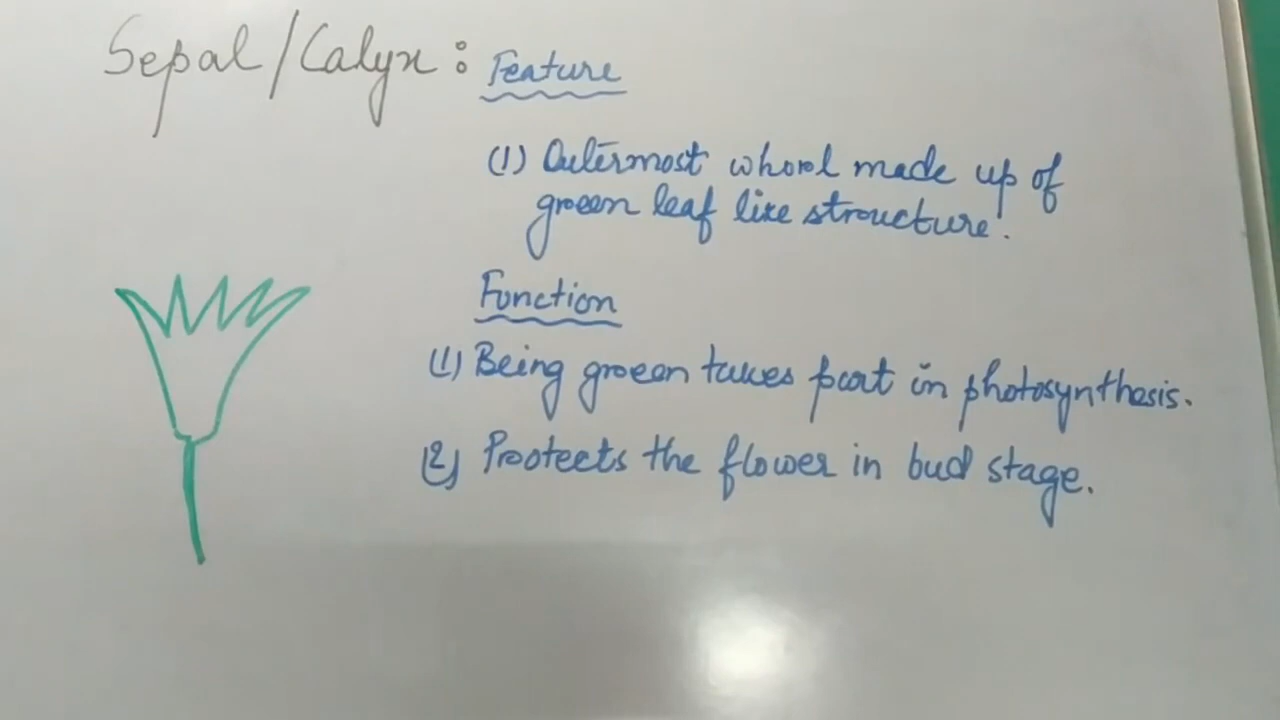 Sepal/Calyx : Feature
(1) Outermost whorl made up of
green leaf like structure.
Function
(1) Being green takes part in photosynthesis.
(2) Protects the flower in bud stage.